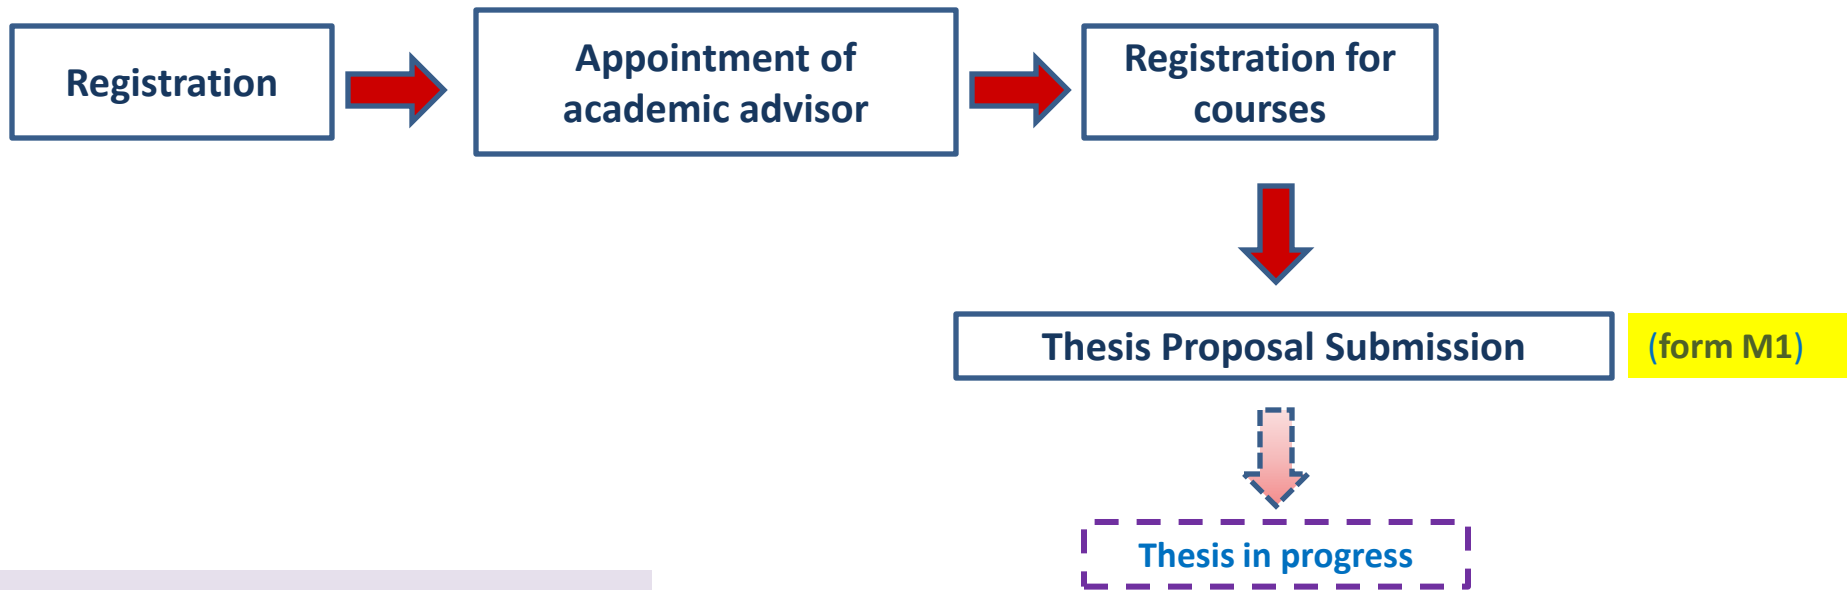 Registration
Appointment of
academic advisor
Registration for
courses
Thesis Proposal Submission
(form M1)
Thesis in progress